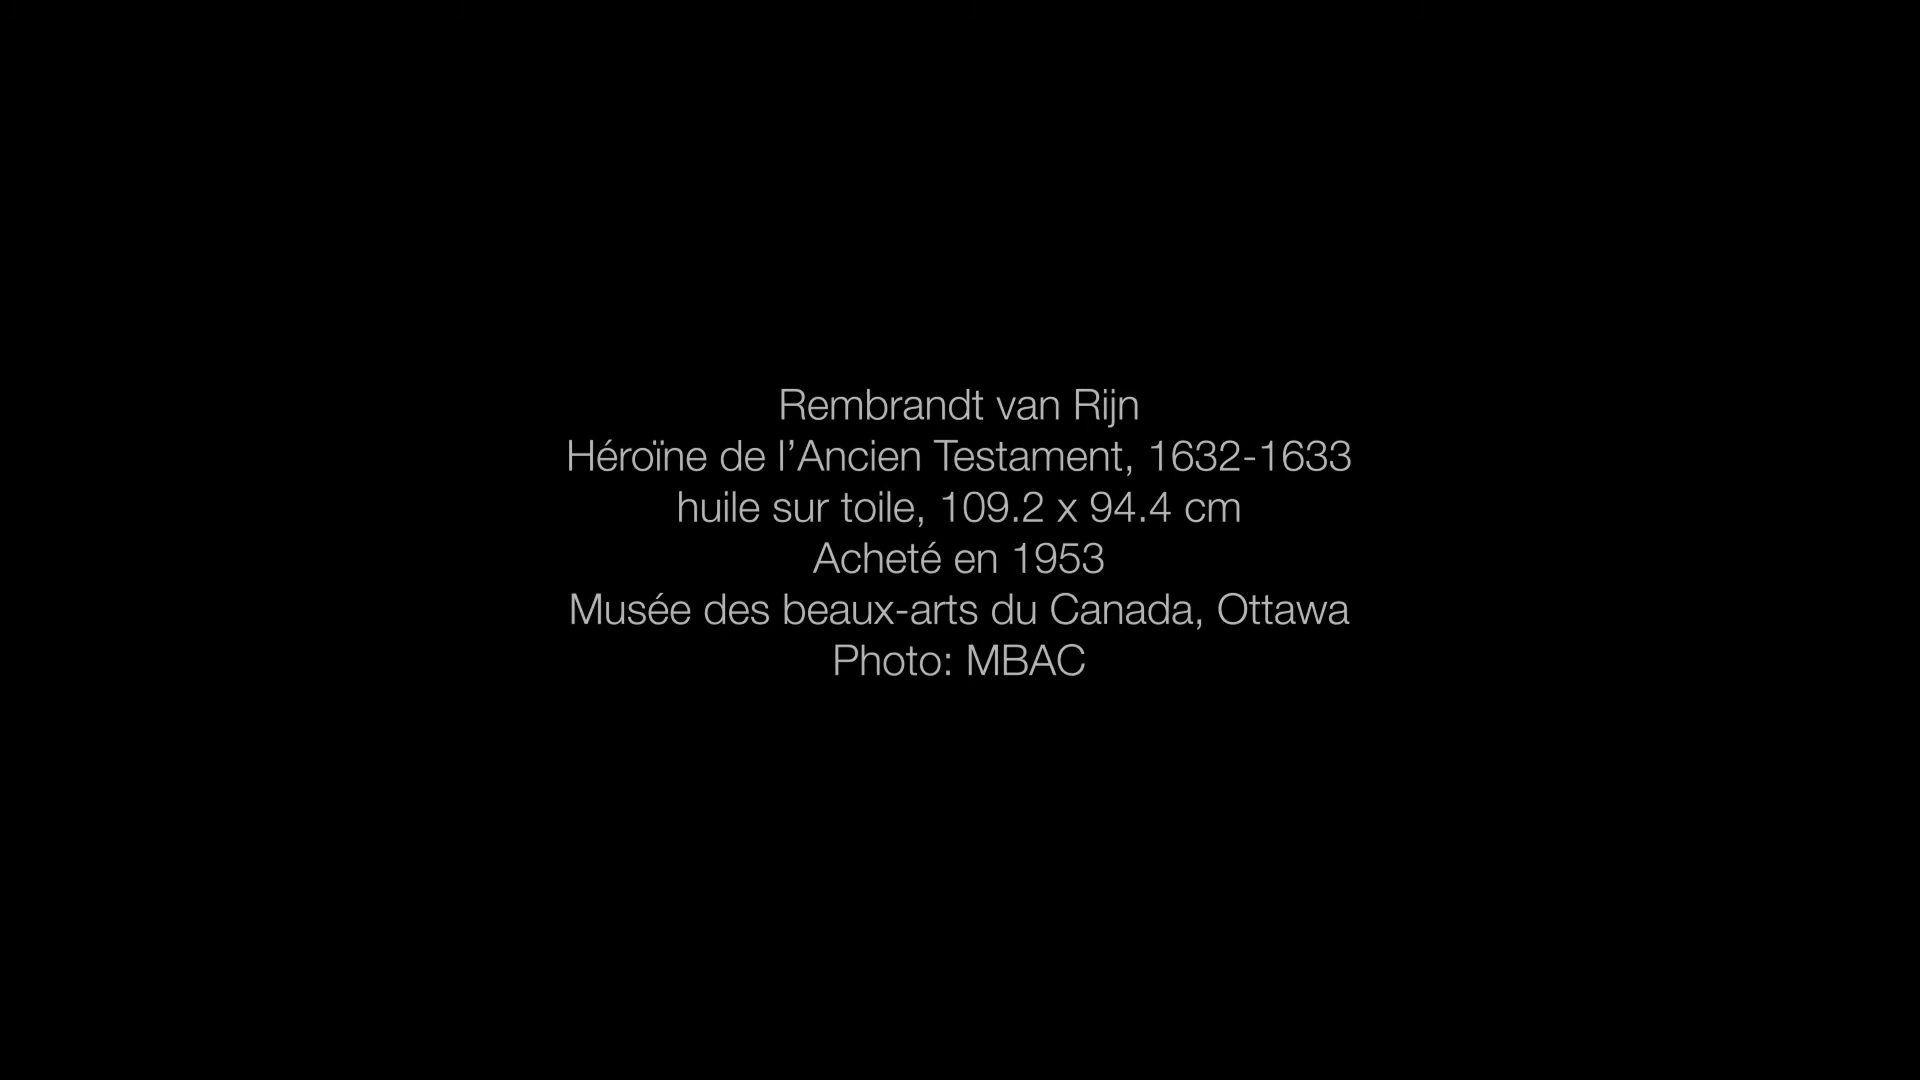 Rembrandt van Rijn
Héroïne de l’Ancien Testament, 1632-1633
huile sur toile, 109.2 x 94.4 cm
Acheté en 1953
Musée des beaux-arts du Canada, Ottawa
Photo: MBAC